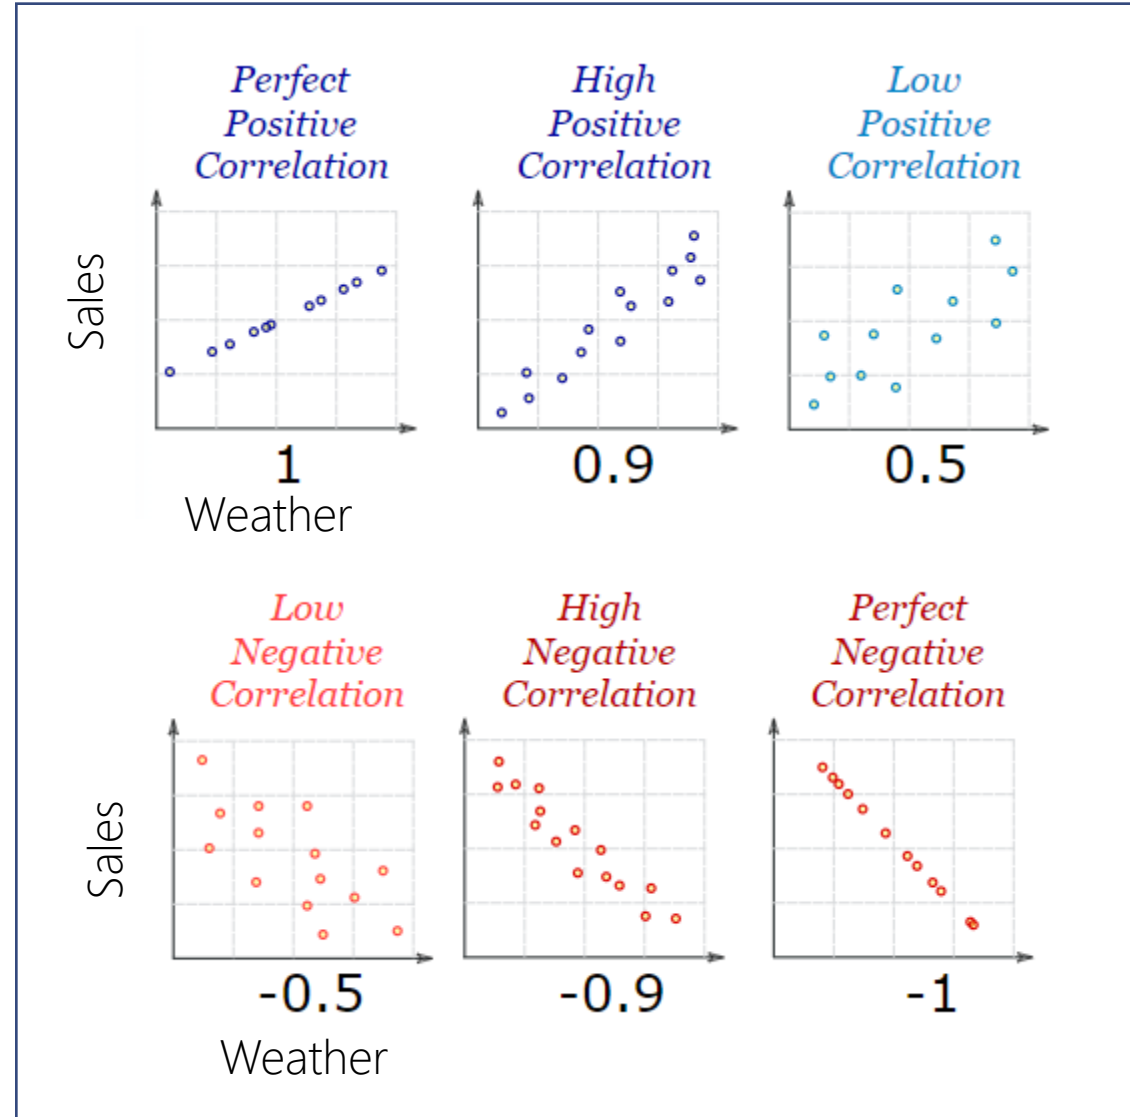 Perfect
Positive
Correlation
High
Positive
Correlation
Low
Positive
Correlation
Sales
1
0.9
0.5
Weather
Low
Negative
Correlation
High
Negative
Correlation
Perfect
Negative
Correlation
Sales
-0.5
-0.9
-1
Weather